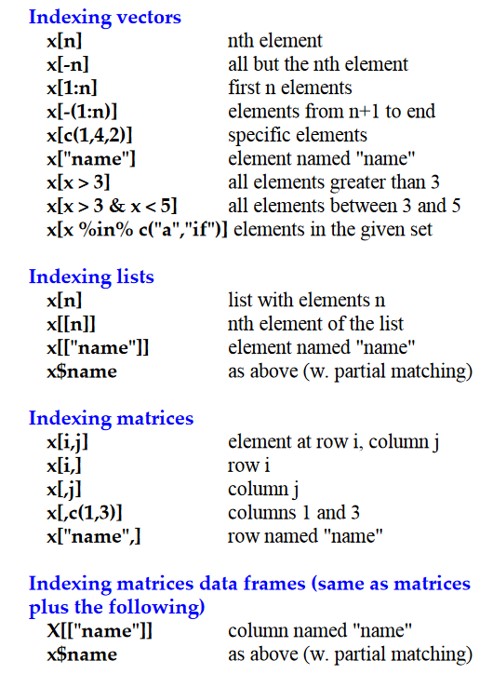 Indexing vectors
x[n] nth element
x[-n] all but the nth element
x[1:n] first n elements
x[-(1:n)] elements from n+1 to end
x[c(1,4,2)] specific elements
x["name"] element named "name"
x[x > 3] all elements greater than 3
x[x > 3 & x < 5] all elements between 3 and 5
x[x %in% c("a","if")] elements in the given set
Indexing lists
x[n] list with elements n
x[[n]] nth element of the list
x[["name"]] element named "name"
x$name as above (w. partial matching)
Indexing matrices
x[i,j] element at row i, column j
x[i,] row i
x[,j] column j
x[,c(1,3)] columns 1 and 3
x["name",] row named "name"
Indexing matrices data frames (same as matrices
plus the following)
X[["name"]] column named "name"
x$name as above (w. partial matching)